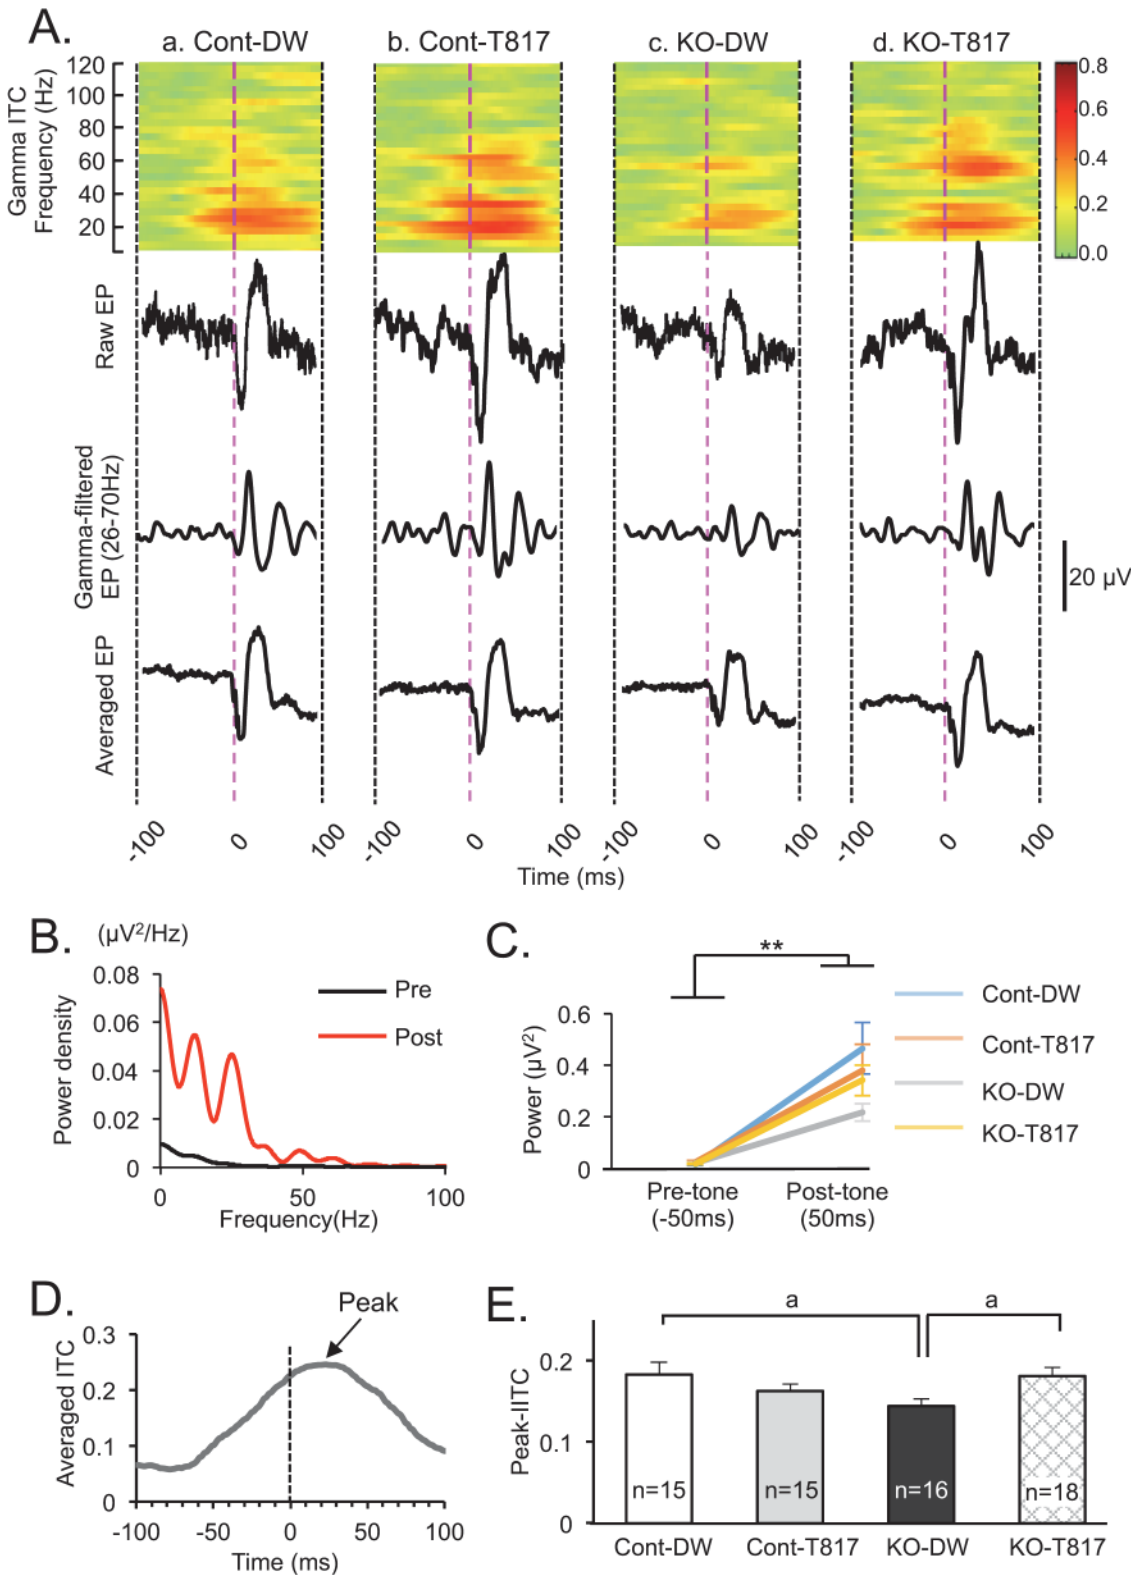 A.
a. Cont-DW
b. Cont-T817
c. KO-DW
d. KO-T817
Gamma ITC
Frequency (Hz)
120
100
80
60
40
20
0.8
0.6
0.4
0.2
0.0
Raw EP
Gamma-filtered
EP (26-70Hz)
20 µV
Averaged EP
-100
0
100
-100
0
100
-100
0
100
-100
0
100
Time (ms)
B.
(µV²/Hz)
Power density
0.08
0.06
0.04
0.02
0
Pre
Post
0
50
100
Frequency(Hz)
C.
**
Power (µV²)
0.6
0.4
0.2
0
Pre-tone
(-50ms)
Post-tone
(50ms)
Cont-DW
Cont-T817
KO-DW
KO-T817
D.
Peak
Averaged ITC
0.3
0.2
0.1
0
-100
-50
0
50
100
Time (ms)
E.
a
a
Peak-IITC
0.2
0.1
0
n=15
n=15
n=16
n=18
Cont-DW
Cont-T817
KO-DW
KO-T817